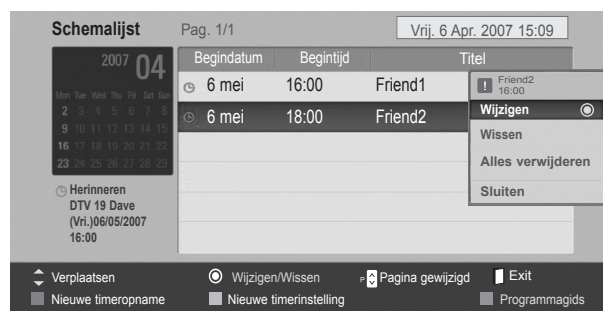 Schemalijst
Pag. 1/1
Vrij. 6 Apr. 2007 15:09
2007 04
Mon Tue Wed Thu Fri Sat Sun
2 3 4 5 6 7 8
9 10 11 12 13 14 15
16 17 18 19 20 21 22
23 24 25 26 27 28 29
Herinneren
DTV 19 Dave
(Vri.)06/05/2007
16:00
Begindatum Begintijd Titel
6 mei 16:00 Friend1
6 mei 18:00 Friend2
! Friend2
16:00
Wijzigen
Wissen
Alles verwijderen
Sluiten
Verplaatsen Wijzigen/Wissen P Pagina gewijzigd Exit
Nieuwe timeropname Nieuwe timerinstelling Programmagids